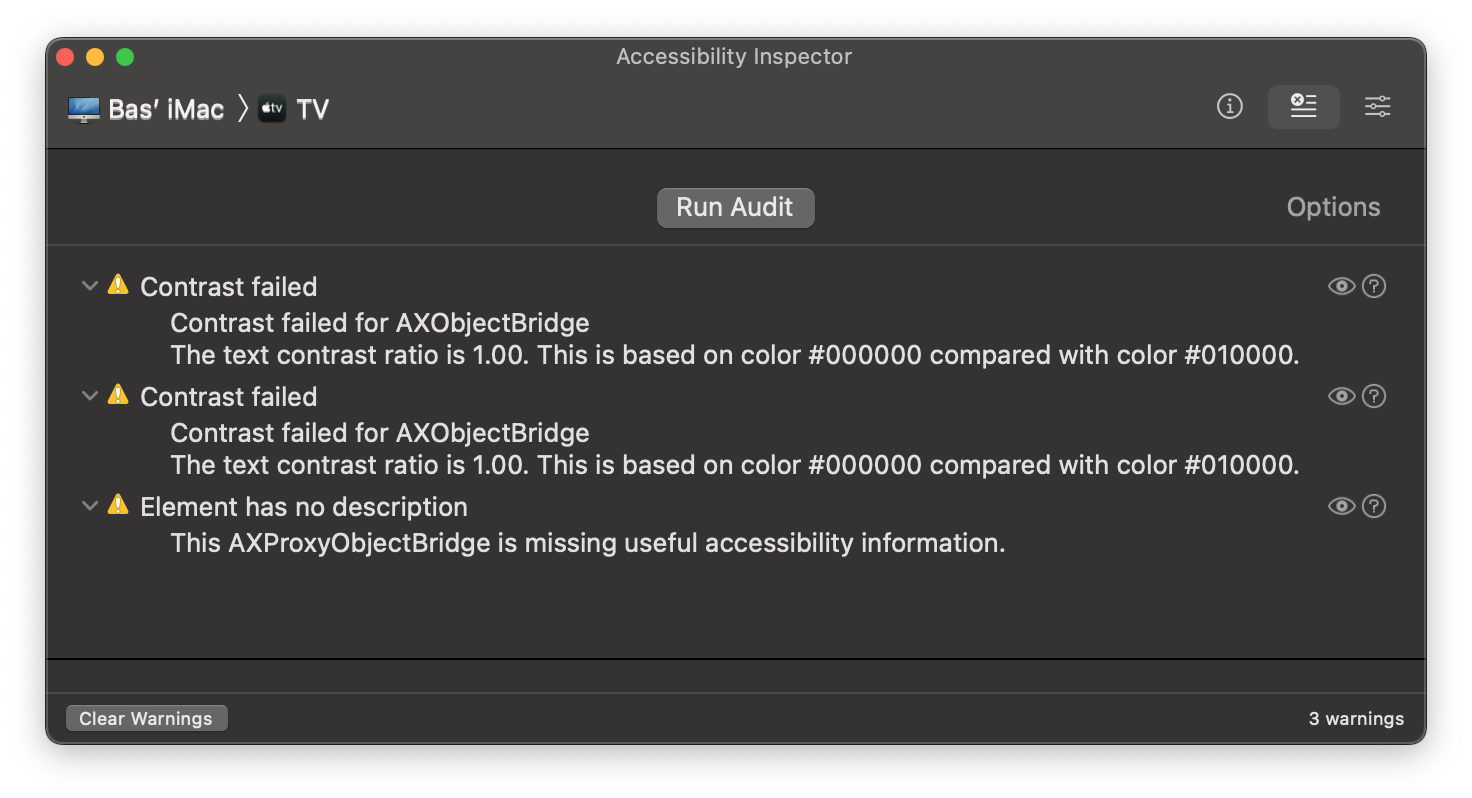 Accessibility Inspector
Bas’ iMac 〉 tv TV
Run Audit
Options
Contrast failed
Contrast failed for AXObjectBridge
The text contrast ratio is 1.00. This is based on color #000000 compared with color #010000.
Contrast failed
Contrast failed for AXObjectBridge
The text contrast ratio is 1.00. This is based on color #000000 compared with color #010000.
Element has no description
This AXProxyObjectBridge is missing useful accessibility information.
Clear Warnings
3 warnings